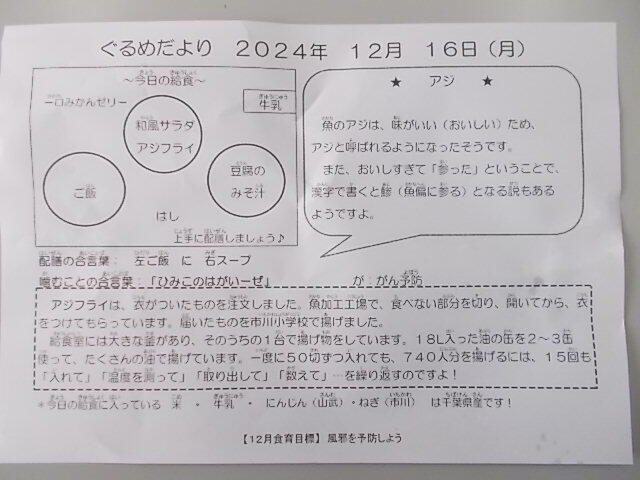 ぐるめだより 2024年 12月 16日(月)
～今日の給食～
一口みかんゼリー
牛乳
和風サラダ
アジフライ
ご飯
豆腐の
みそ汁
はし
上手に配膳しましょう♪
★ アジ ★
魚のアジは、味がいい(おいしい)ため、
アジと呼ばれるようになったそうです。
また、おいしすぎて「参った」ということで、
漢字で書くと鯵(魚偏に参る)となる説もある
ようですよ。
配膳の合言葉: 左ご飯 に 右スープ
噛むことの合言葉:「ひみこのはがいーぜ」 が:がん予防
アジフライは、衣がついたものを注文しました。魚加工工場で、食べない部分を切り、開いてから、衣
をつけてもらっています。届いたものを市川小学校で揚げました。
給食室には大きな釜があり、そのうちの1台で揚げ物をしています。18L入った油の缶を2～3缶
使って、たくさんの油で揚げています。一度に50切ずつ入れても、740人分を揚げるには、15回も
「入れて」「温度を測って」「取り出して」「数えて」…を繰り返すのですよ!
*今日の給食に入っている 米 ・ 牛乳 ・ にんじん(山武)・ねぎ(市川) は千葉県産です!
【12月食育目標】 風邪を予防しよう